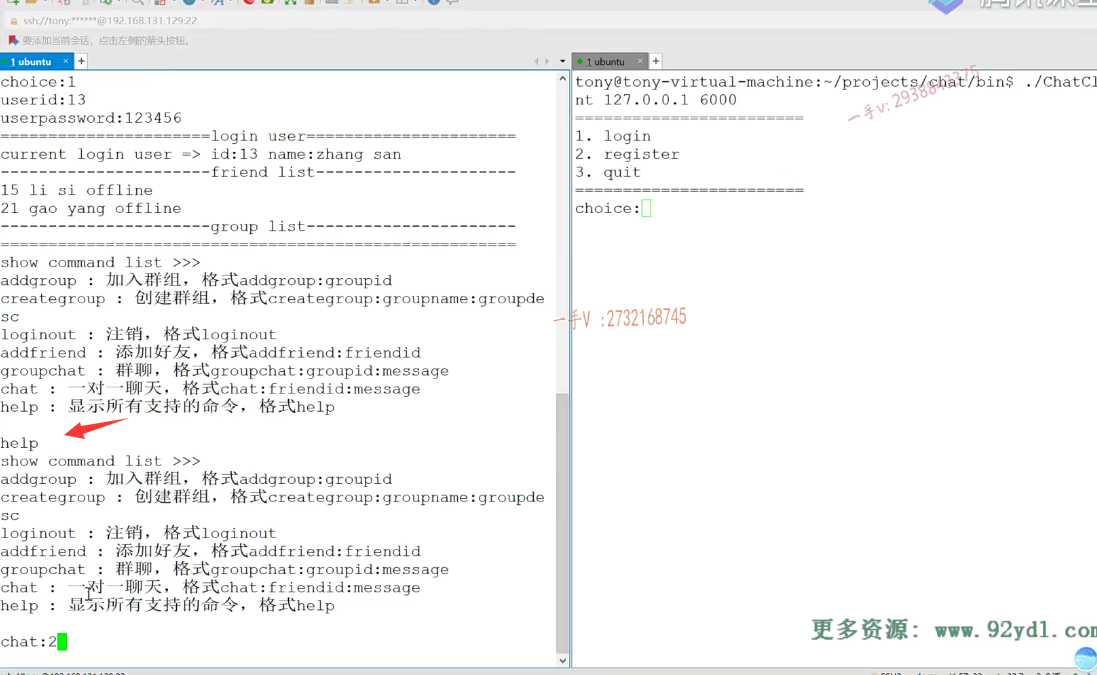 ssh://tony:******@192.168.131.129:22
要添加当前会话，点击左侧的箭头按钮。
1 ubuntu × +
choice:1
userid:13
userpassword:123456
======================login user======================
current login user => id:13 name:zhang san
----------------------friend list---------------------
15 li si offline
21 gao yang offline
----------------------group list----------------------
======================================================
show command list >>>
addgroup : 加入群组，格式addgroup:groupid
creategroup : 创建群组，格式creategroup:groupname:groupde
sc
loginout : 注销，格式loginout
addfriend : 添加好友，格式addfriend:friendid
groupchat : 群聊，格式groupchat:groupid:message
chat : 一对一聊天，格式chat:friendid:message
help : 显示所有支持的命令，格式help
help
show command list >>>
addgroup : 加入群组，格式addgroup:groupid
creategroup : 创建群组，格式creategroup:groupname:groupde
sc
loginout : 注销，格式loginout
addfriend : 添加好友，格式addfriend:friendid
groupchat : 群聊，格式groupchat:groupid:message
chat : 一对一聊天，格式chat:friendid:message
help : 显示所有支持的命令，格式help
chat:2
1 ubuntu × +
tony@tony-virtual-machine:~/projects/chat/bin$ ./ChatCl
nt 127.0.0.1 6000
========================
1. login
2. register
3. quit
========================
choice:
一手V :2732168745
更多资源: www.92ydl.com